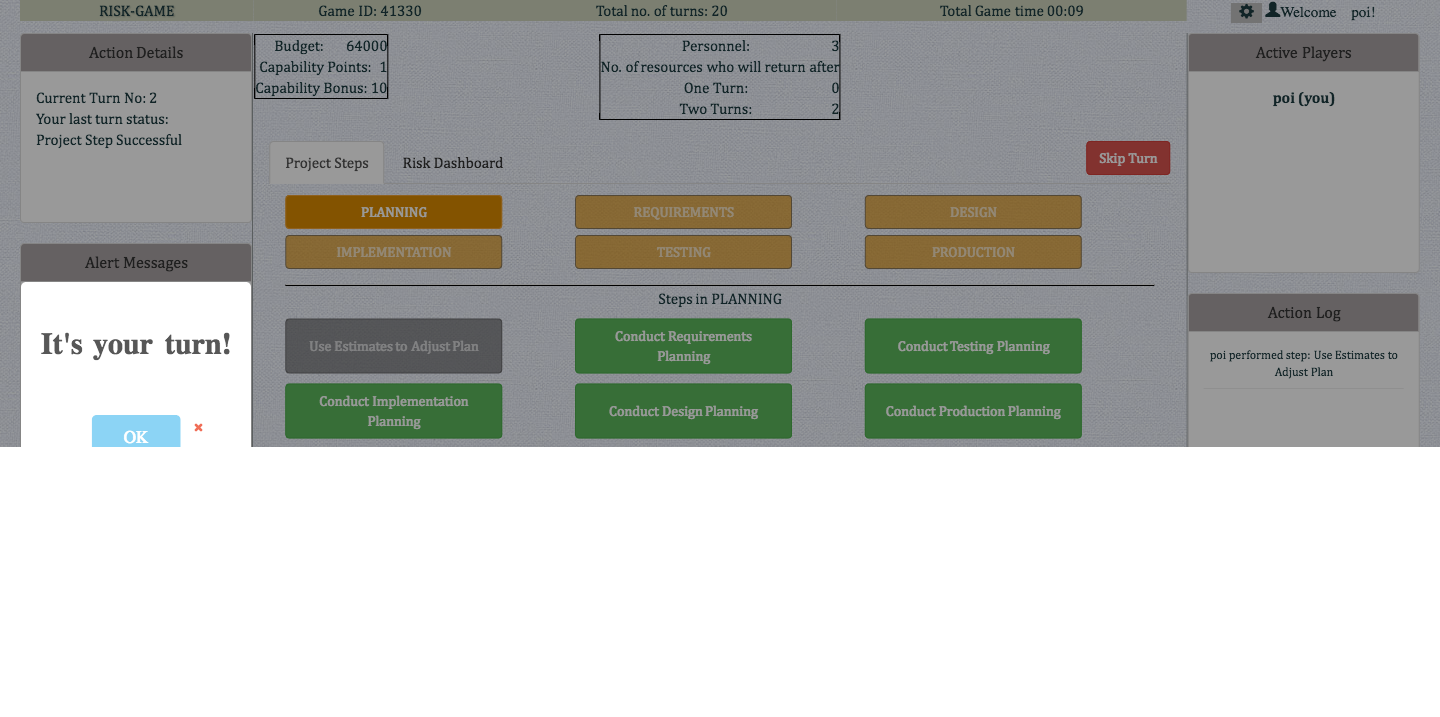 RISK-GAME Game ID: 41330 Total no. of turns: 20 Total Game time 00:09 Welcome poi!
Action Details
Current Turn No: 2
Your last turn status:
Project Step Successful
Alert Messages
It's your turn!
OK
Budget: 64000
Capability Points: 1
Capability Bonus: 10
Personnel: 3
No. of resources who will return after
One Turn: 0
Two Turns: 2
Project Steps Risk Dashboard Skip Turn
PLANNING REQUIREMENTS DESIGN
IMPLEMENTATION TESTING PRODUCTION
Steps in PLANNING
Use Estimates to Adjust Plan
Conduct Requirements
Planning
Conduct Testing Planning
Conduct Implementation
Planning
Conduct Design Planning
Conduct Production Planning
Active Players
poi (you)
Action Log
poi performed step: Use Estimates to
Adjust Plan